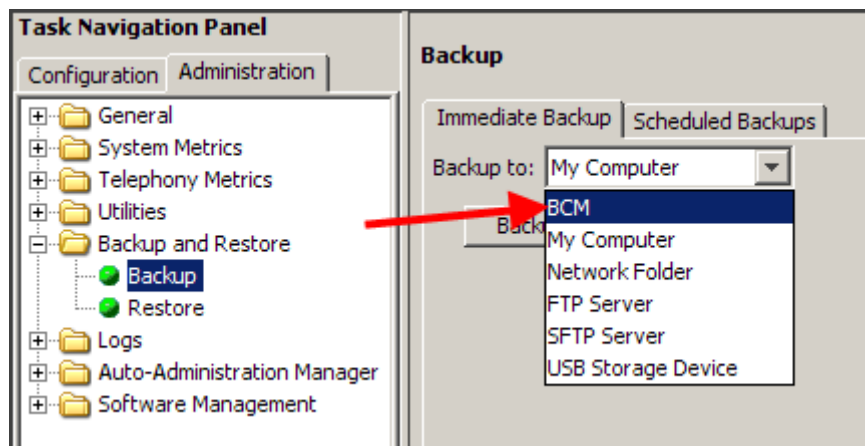 Task Navigation Panel
Configuration
Administration
General
System Metrics
Telephony Metrics
Utilities
Backup and Restore
Backup
Restore
Logs
Auto-Administration Manager
Software Management
Backup
Immediate Backup
Scheduled Backups
Backup to: My Computer
BCM
My Computer
Network Folder
FTP Server
SFTP Server
USB Storage Device